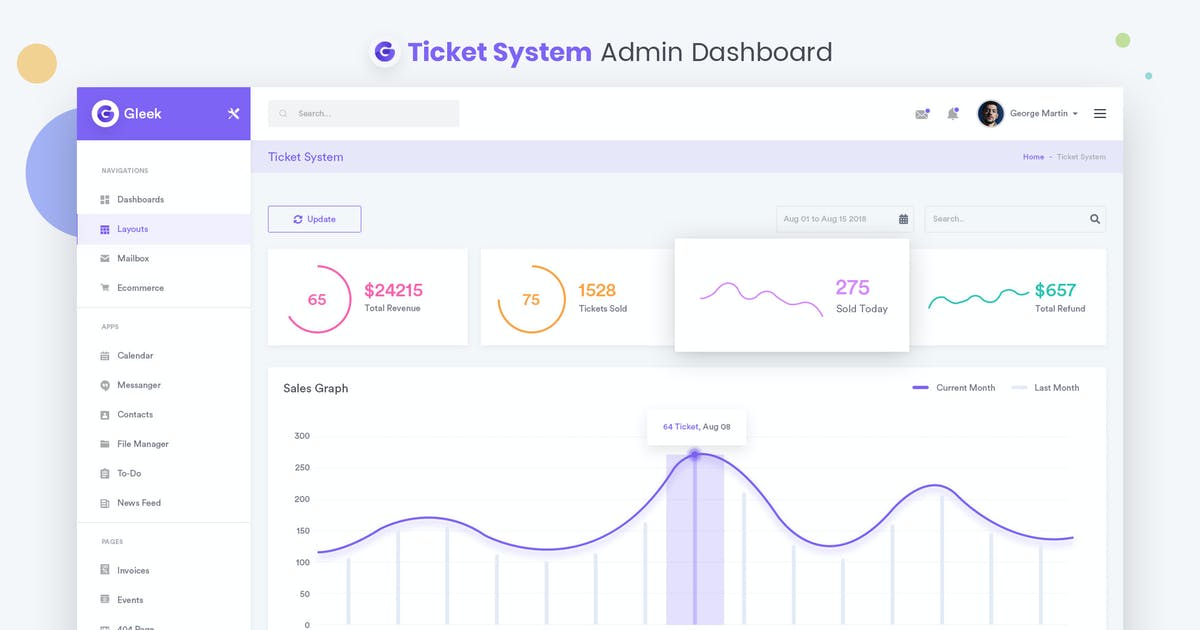 Ticket System Admin Dashboard
Gleek
Search...
George Martin
Ticket System
Home - Ticket System
NAVIGATIONS
Dashboards
Layouts
Mailbox
Ecommerce
APPS
Calendar
Messanger
Contacts
File Manager
To-Do
News Feed
PAGES
Invoices
Events
404 Page
Update
Aug 01 to Aug 15 2018
Search..
65
$24215
Total Revenue
75
1528
Tickets Sold
275
Sold Today
$657
Total Refund
Sales Graph
Current Month
Last Month
64 Ticket, Aug 08
300
250
200
150
100
50
0